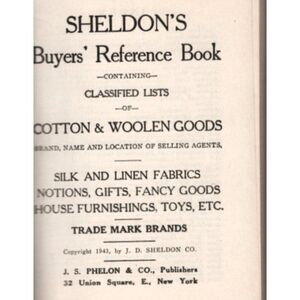 SHELDON'S
Buyers' Reference Book
—CONTAINING—
CLASSIFIED LISTS
—OF—
COTTON & WOOLEN GOODS
BRAND, NAME AND LOCATION OF SELLING AGENTS,
SILK AND LINEN FABRICS
NOTIONS, GIFTS, FANCY GOODS
HOUSE FURNISHINGS, TOYS, ETC.
TRADE MARK BRANDS
Copyright 1943, by J. D. SHELDON CO.
J. S. PHELON & CO., Publishers
32 Union Square, E., New York